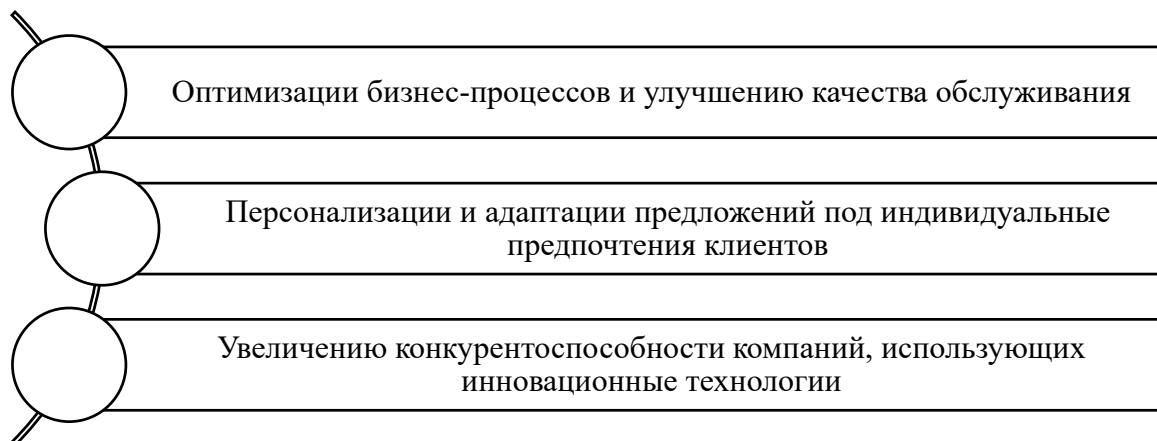 Оптимизации бизнес-процессов и улучшению качества обслуживания
Персонализации и адаптации предложений под индивидуальные
предпочтения клиентов
Увеличению конкурентоспособности компаний, использующих
инновационные технологии